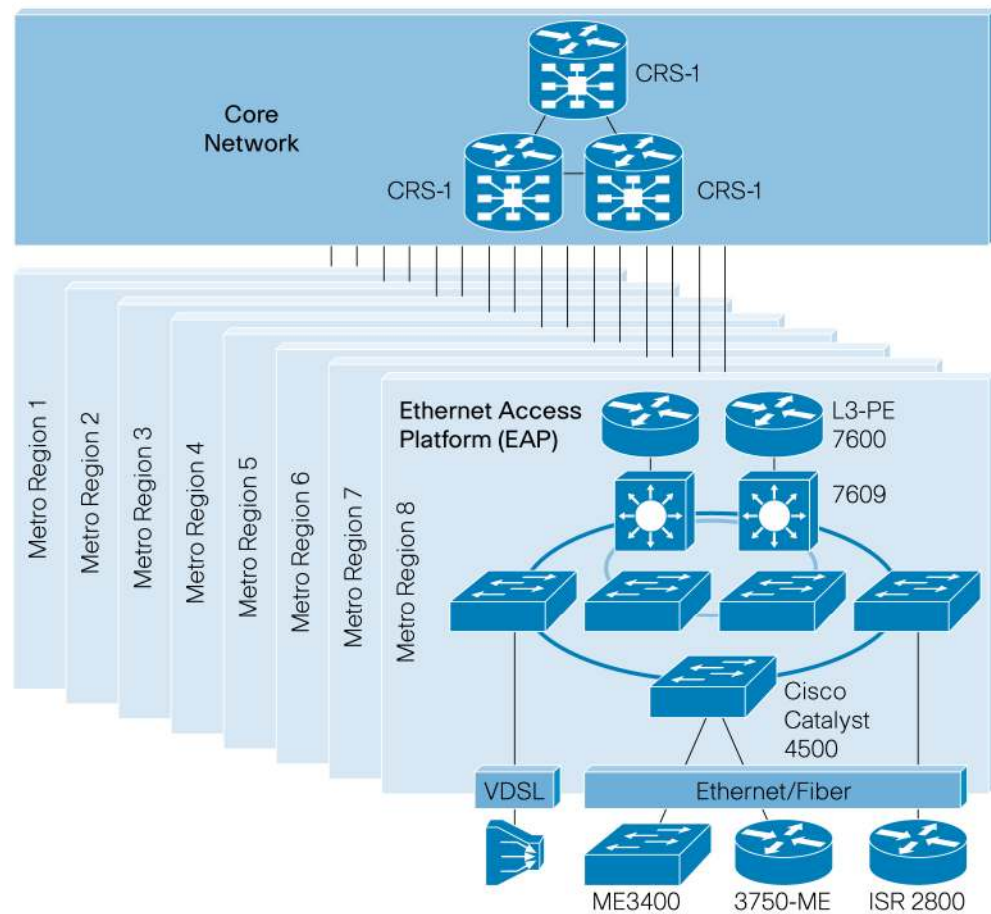 CRS-1
Core
Network
CRS-1
CRS-1
Metro Region 1
Metro Region 2
Metro Region 3
Metro Region 4
Metro Region 5
Metro Region 6
Metro Region 7
Metro Region 8
Ethernet Access
Platform (EAP)
L3-PE
7600
7609
Cisco
Catalyst
4500
VDSL
Ethernet/Fiber
ME3400
3750-ME
ISR 2800